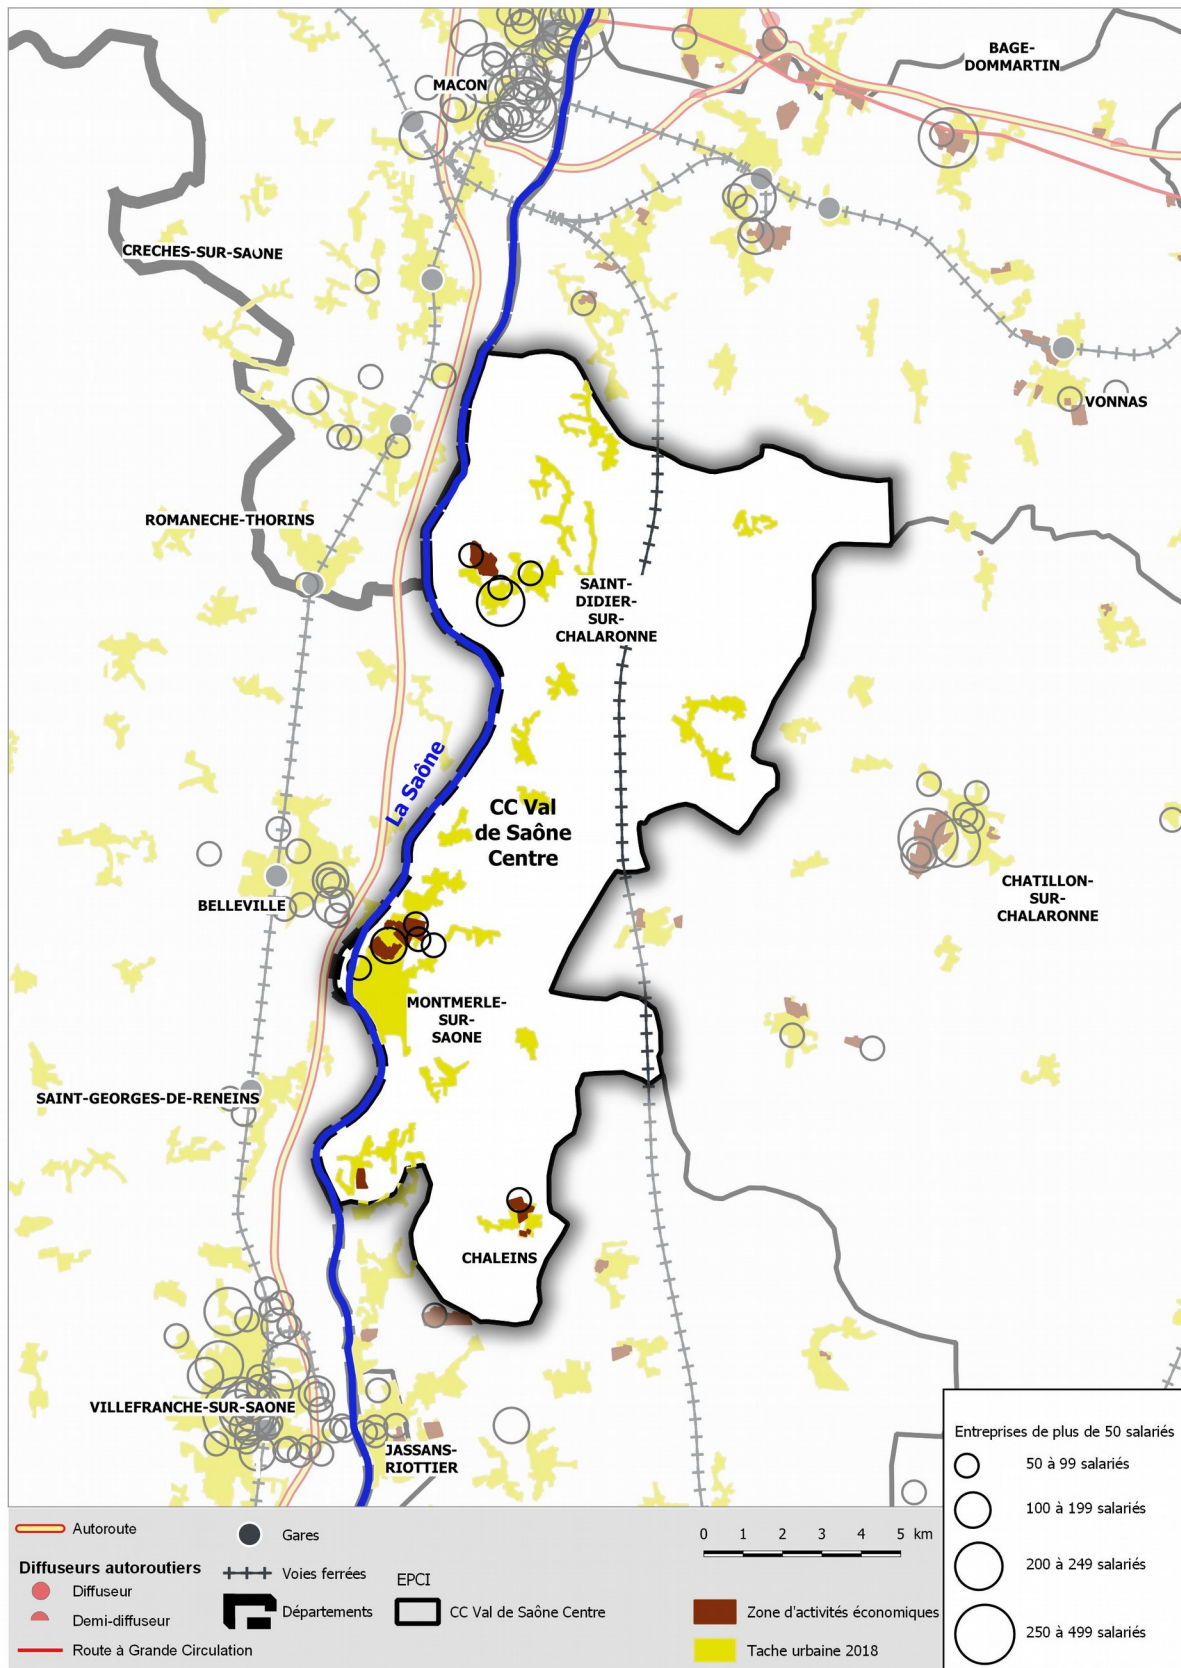 BAGE-
DOMMARTIN
MACON
CRECHES-SUR-SAONE
VONNAS
ROMANECHE-THORINS
SAINT-
DIDIER-
SUR-
CHALARONNE
La Saône
CC Val
de Saône
Centre
BELLEVILLE
CHATILLON-
SUR-
CHALARONNE
MONTMERLE-
SUR-
SAONE
SAINT-GEORGES-DE-RENEINS
CHALEINS
VILLEFRANCHE-SUR-SAONE
JASSANS-
RIOTTIER
Entreprises de plus de 50 salariés
50 à 99 salariés
100 à 199 salariés
200 à 249 salariés
250 à 499 salariés
Autoroute
Diffuseurs autoroutiers
Diffuseur
Demi-diffuseur
Route à Grande Circulation
Gares
Voies ferrées
Départements
EPCI
CC Val de Saône Centre
0 1 2 3 4 5 km
Zone d'activités économiques
Tache urbaine 2018